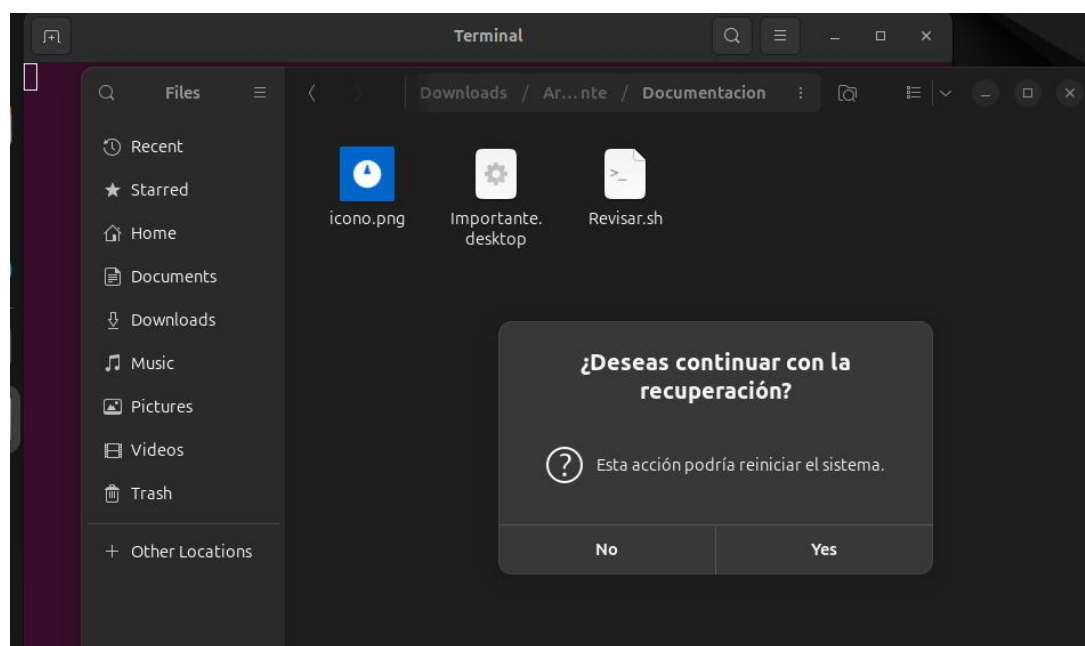 Terminal
Files
Downloads / Ar...nte / Documentacion
Recent
Starred
Home
Documents
Downloads
Music
Pictures
Videos
Trash
+ Other Locations
icono.png
Importante.
desktop
>_
Revisar.sh
¿Deseas continuar con la
recuperación?
?
Esta acción podría reiniciar el sistema.
No
Yes